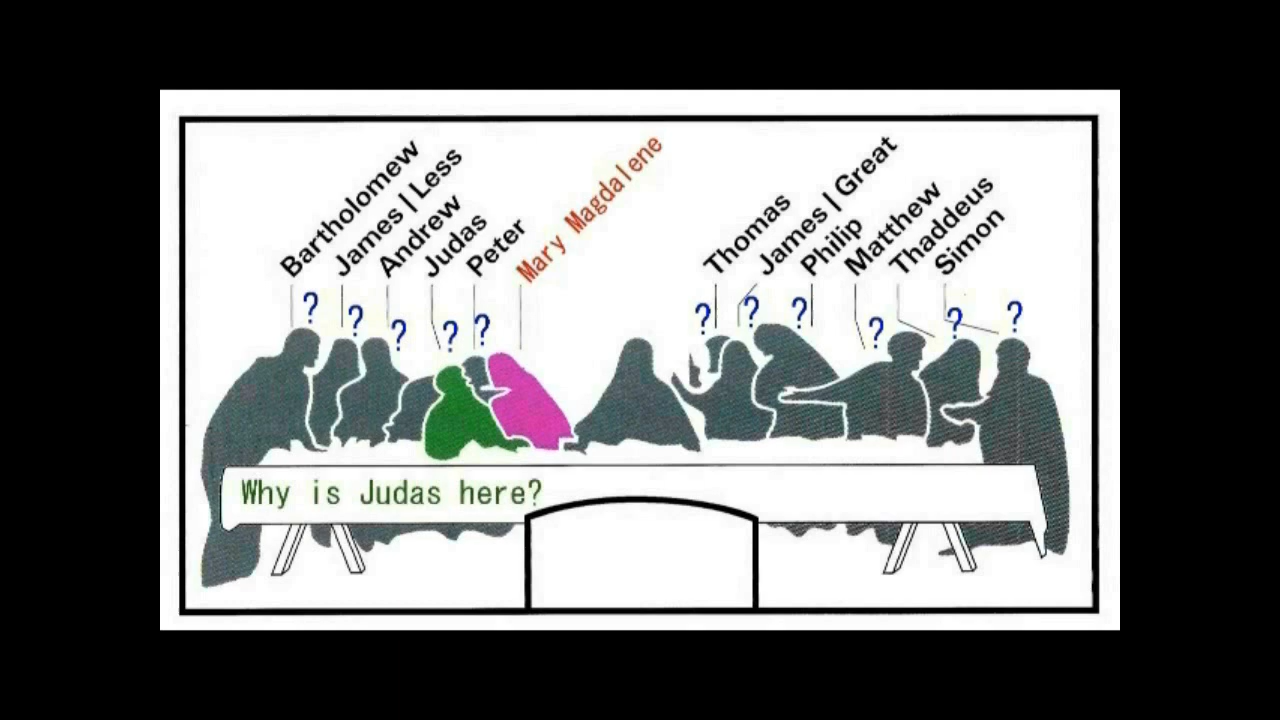 Bartholomew
James | Less
Andrew
Judas
Peter
Mary Magdalene
Thomas
James | Great
Philip
Matthew
Thaddeus
Simon
? ? ? ? ? ? ? ? ? ? ?
Why is Judas here?